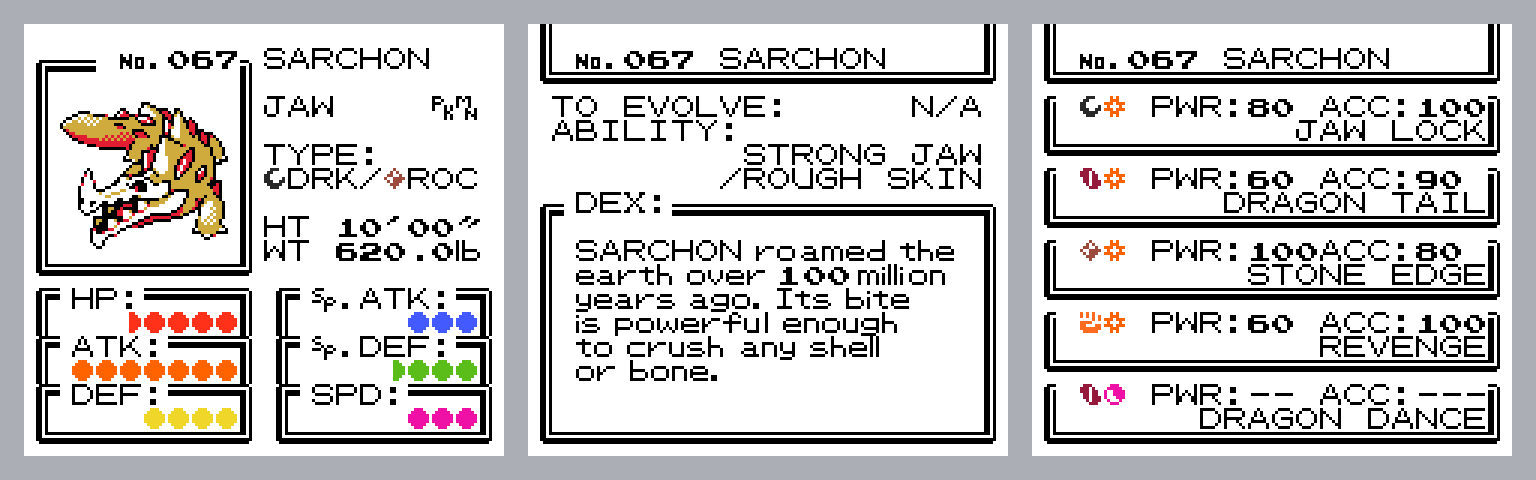 No. 067 SARCHON
JAW PKMN
TYPE:
DRK/ROC
HT 10'00"
WT 620.0lb
HP:
ATK:
DEF:
Sp. ATK:
Sp. DEF:
SPD:
No. 067 SARCHON
TO EVOLVE: N/A
ABILITY:
STRONG JAW
/ROUGH SKIN
DEX:
SARCHON roamed the
earth over 100 million
years ago. Its bite
is powerful enough
to crush any shell
or bone.
No. 067 SARCHON
PWR:80 ACC:100
JAW LOCK
PWR:60 ACC:90
DRAGON TAIL
PWR:100ACC:80
STONE EDGE
PWR:60 ACC:100
REVENGE
PWR:-- ACC:---
DRAGON DANCE